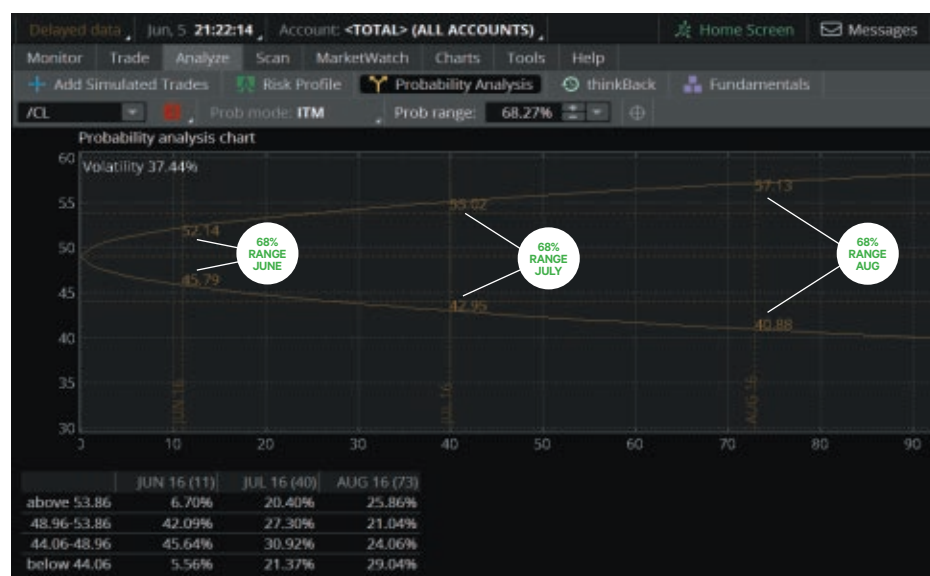 Delayed data Jun, 5 21:22:14 Account: <TOTAL> (ALL ACCOUNTS) Home Screen Messages
Monitor Trade Analyze Scan MarketWatch Charts Tools Help
Add Simulated Trades Risk Profile Probability Analysis thinkBack Fundamentals
/CL Prob mode: ITM Prob range: 68.27%
Probability analysis chart
60
Volatility 37.44%
57.13
55
55.02
52.14
50
68%
RANGE
JUNE
68%
RANGE
JULY
68%
RANGE
AUG
45.79
45
42.95
40.88
40
35
JUN 16
JUL 16
AUG 16
30
0 10 20 30 40 50 60 70 80 90
JUN 16 (11) JUL 16 (40) AUG 16 (73)
above 53.86 6.70% 20.40% 25.86%
48.96-53.86 42.09% 27.30% 21.04%
44.06-48.96 45.64% 30.92% 24.06%
below 44.06 5.56% 21.37% 29.04%